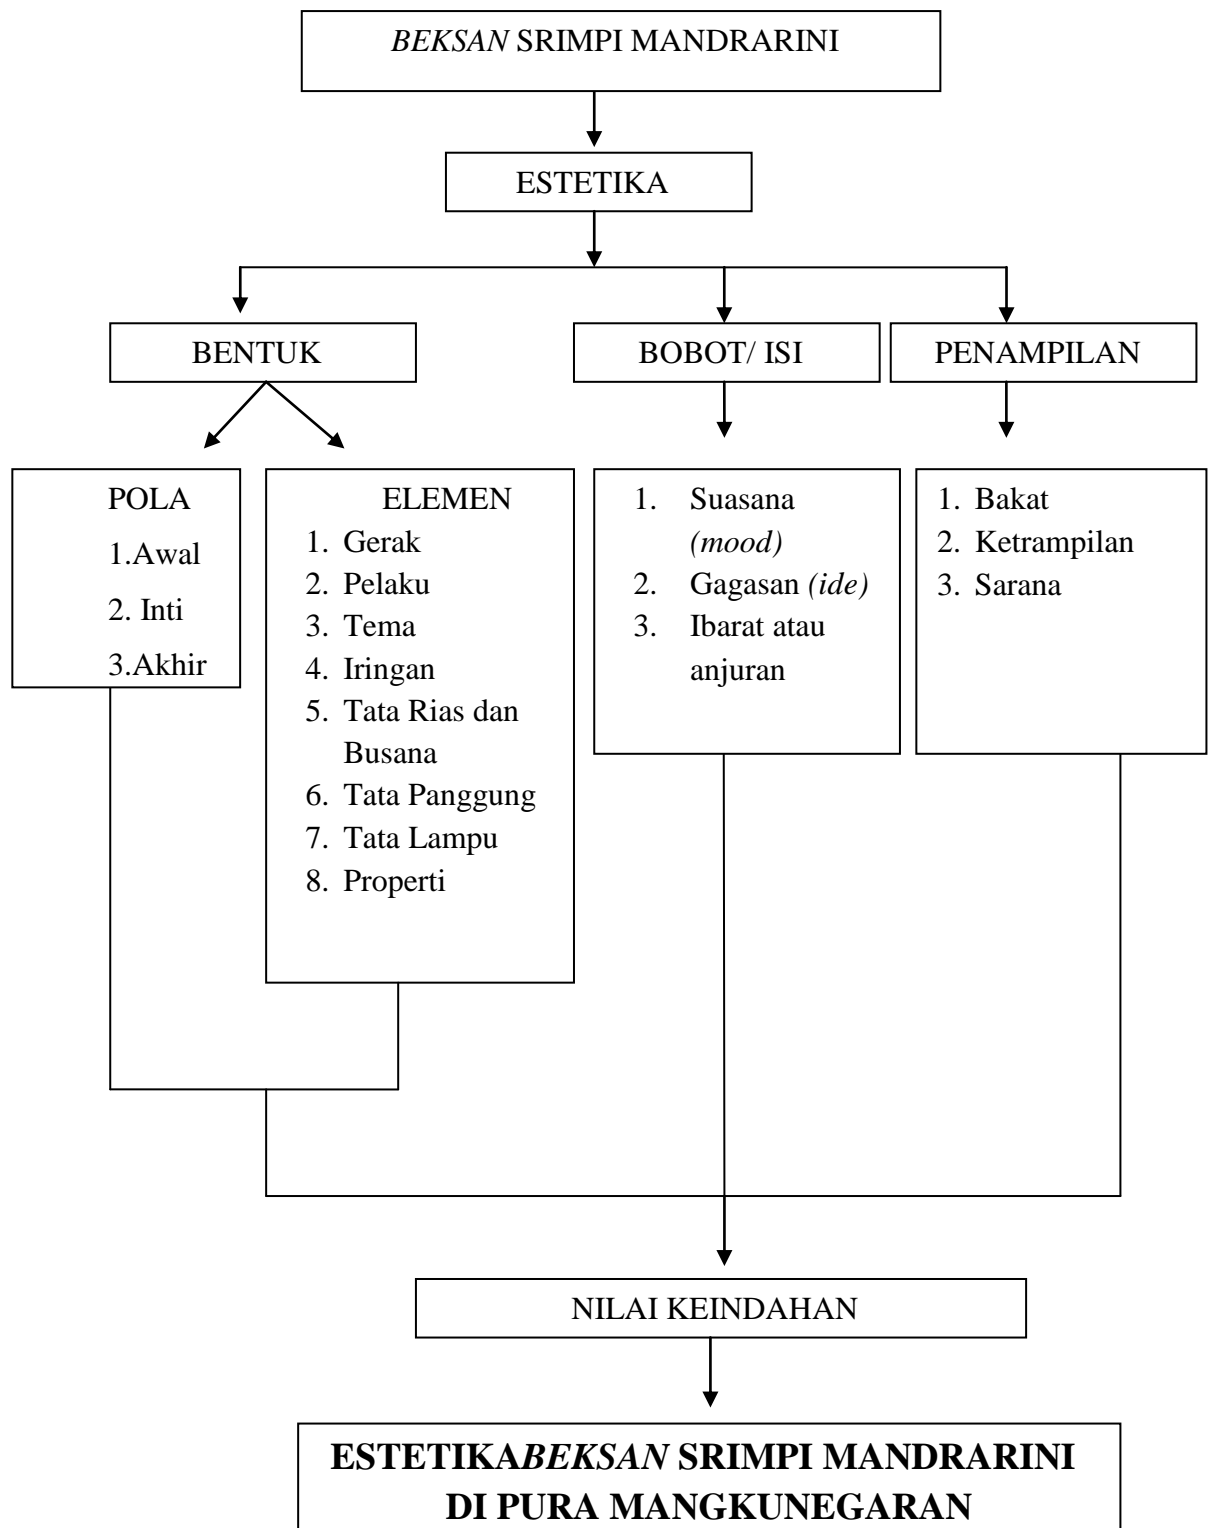 BEKSAN SRIMPI MANDRARINI
ESTETIKA
BENTUK
BOBOT/ ISI
PENAMPILAN
POLA
1.Awal
2. Inti
3.Akhir
ELEMEN
1. Gerak
2. Pelaku
3. Tema
4. Iringan
5. Tata Rias dan
Busana
6. Tata Panggung
7. Tata Lampu
8. Properti
1. Suasana
(mood)
2. Gagasan (ide)
3. Ibarat atau
anjuran
1. Bakat
2. Ketrampilan
3. Sarana
NILAI KEINDAHAN
ESTETIKABEKSAN SRIMPI MANDRARINI
DI PURA MANGKUNEGARAN